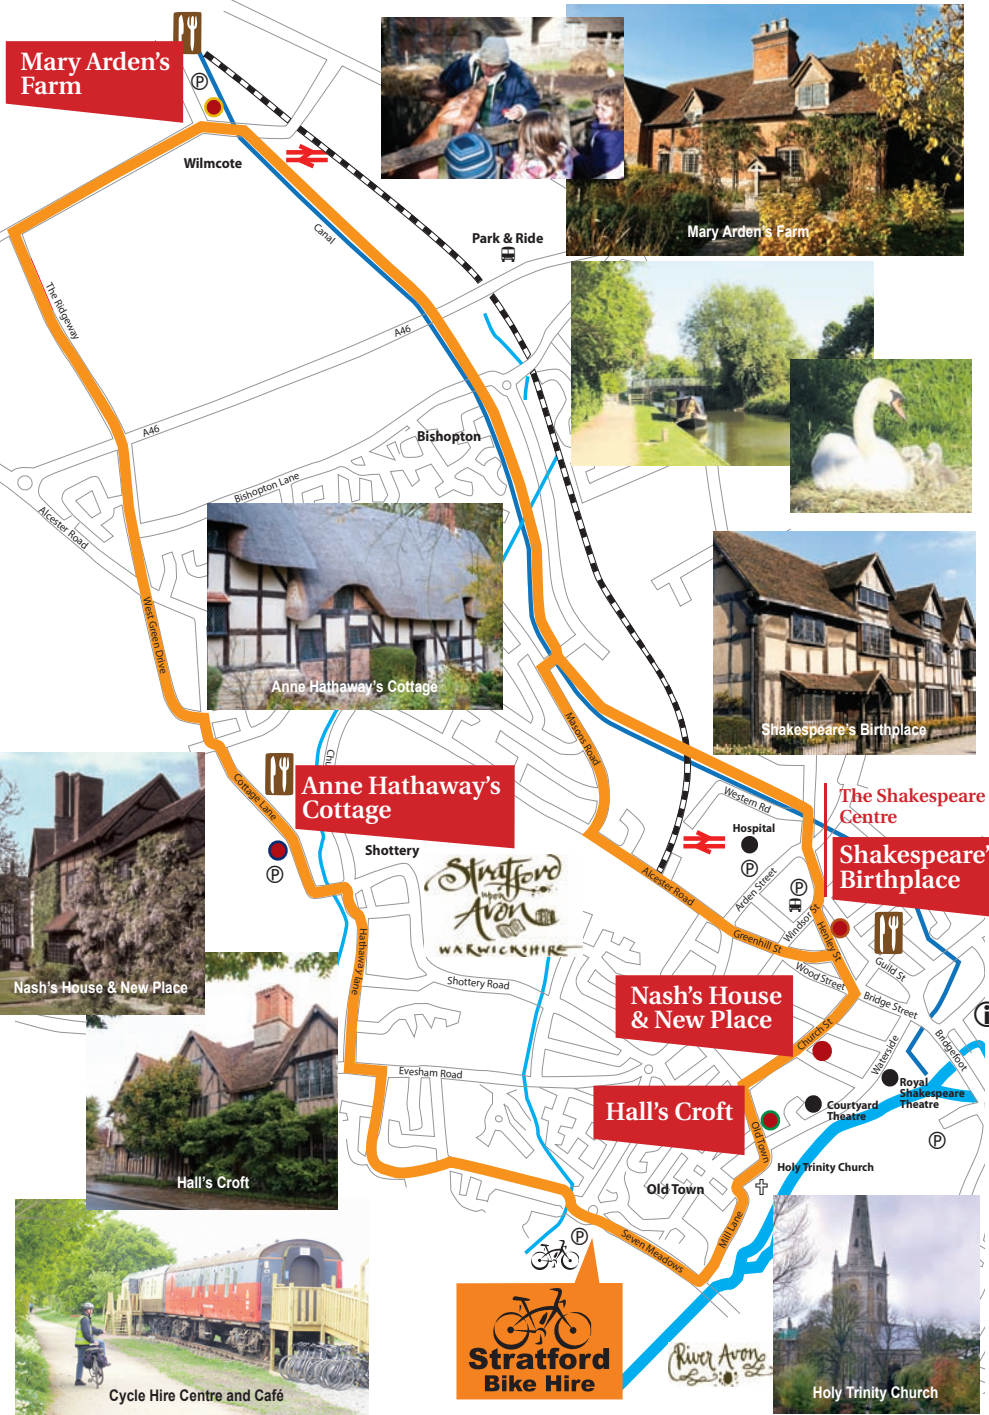 Mary Arden's
Farm
P
Wilmcote
Canal
Park & Ride
Mary Arden's Farm
The Ridgeway
A46
A46
Bishopton
Bishopton Lane
Alcester Road
West Green Drive
Anne Hathaway's Cottage
Shakespeare's Birthplace
Masons Road
Cottage Lane
Anne Hathaway's
Cottage
P
Shottery
Stratford
upon
Avon
WARWICKSHIRE
Western Rd
Hospital
P
The Shakespeare
Centre
Shakespeare'
Birthplace
Alcester Road
Arden Street
P
Windsor St
Henley St
Greenhill St
Guild St
Wood Street
Bridge Street
Hathaway lane
Shottery Road
Nash's House & New Place
Nash's House
& New Place
Church St
Waterside
Bridgefoot
i
Evesham Road
Royal
Shakespeare
Theatre
Courtyard
Theatre
Hall's Croft
Old Town
P
Holy Trinity Church
Hall's Croft
Old Town
Mill Lane
Seven Meadows
P
Stratford
Bike Hire
River Avon
Cycle Hire Centre and Café
Holy Trinity Church